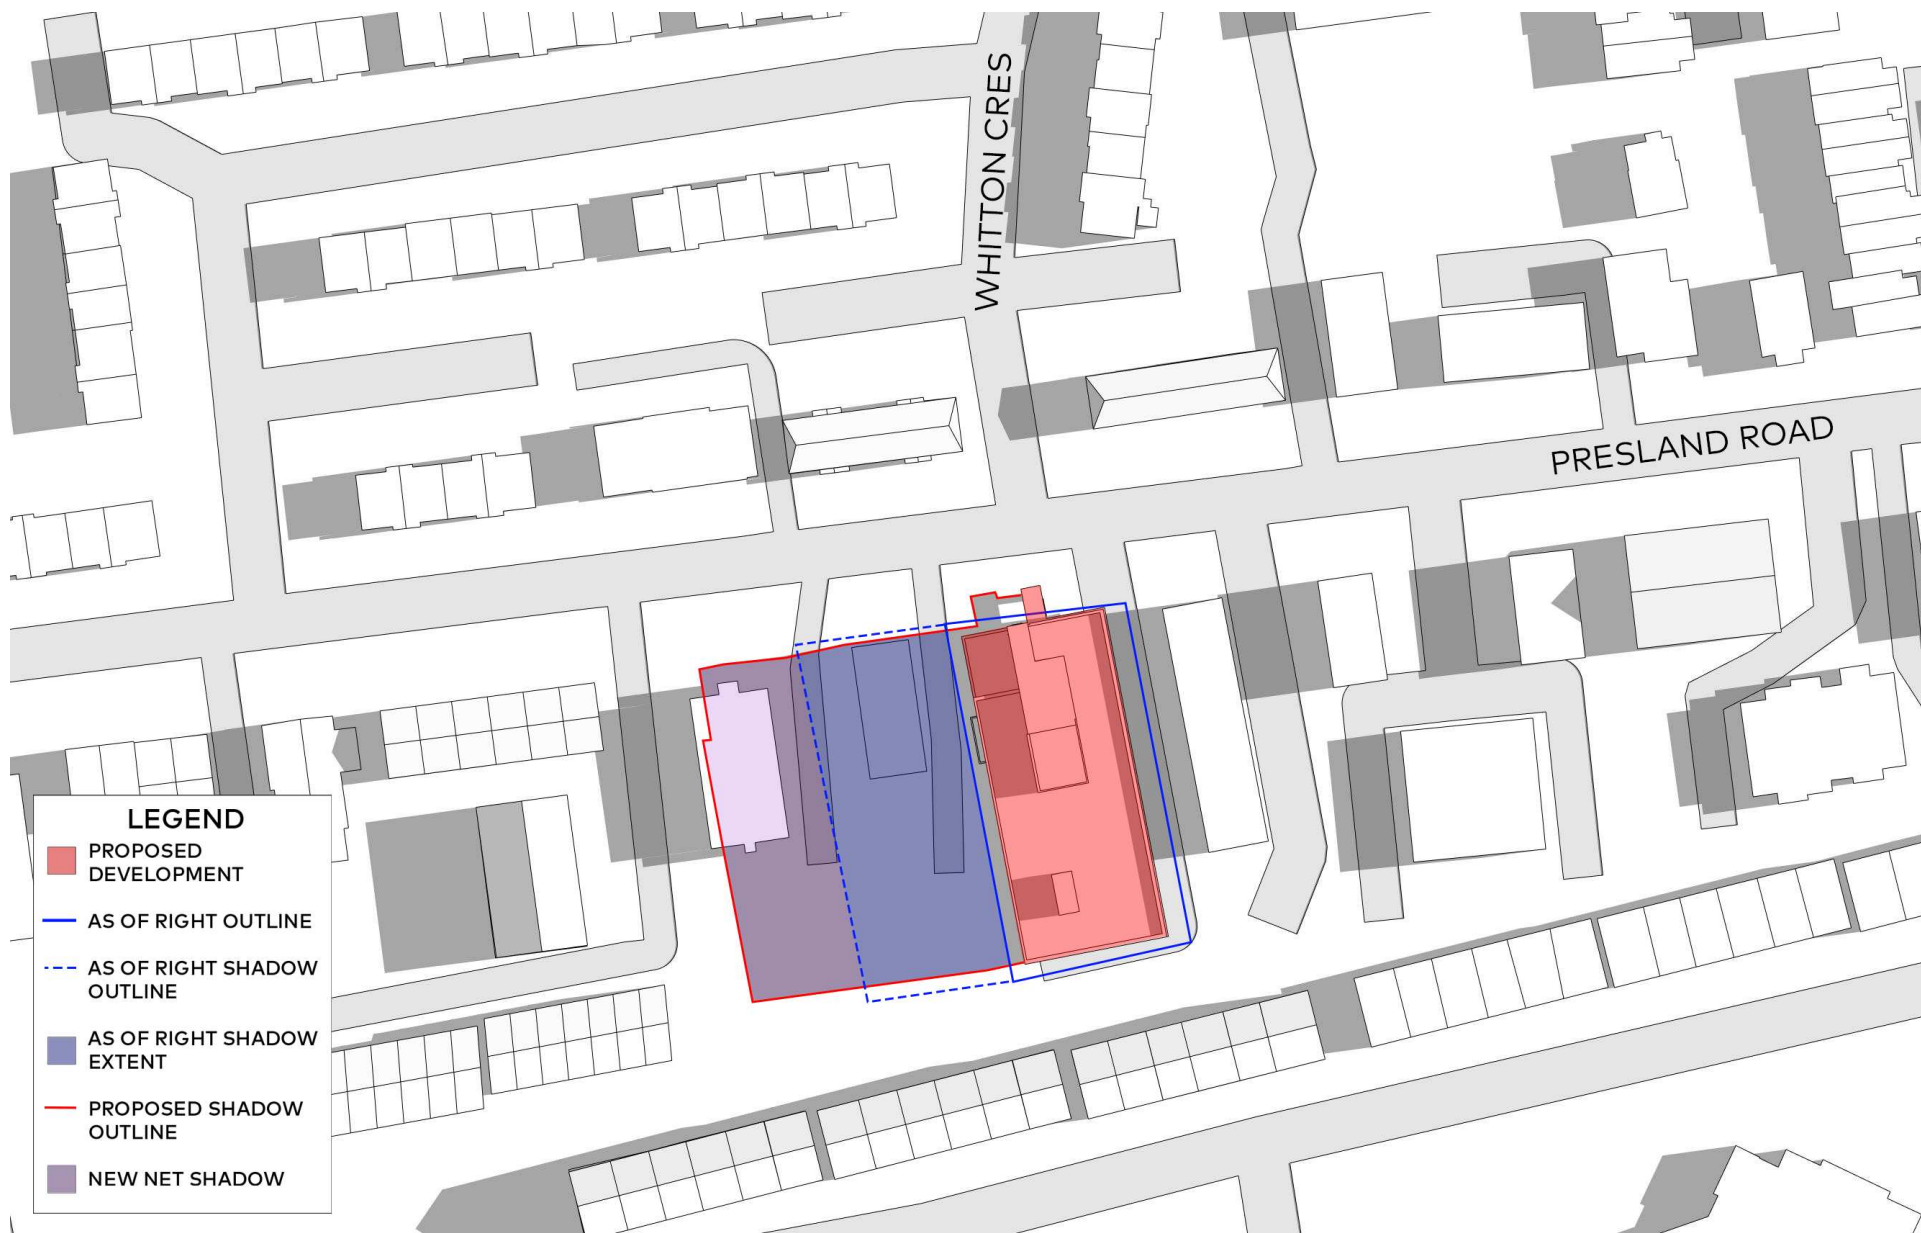 WHITTON CRES
PRESLAND ROAD
LEGEND
PROPOSED
DEVELOPMENT
AS OF RIGHT OUTLINE
AS OF RIGHT SHADOW
OUTLINE
AS OF RIGHT SHADOW
EXTENT
PROPOSED SHADOW
OUTLINE
NEW NET SHADOW